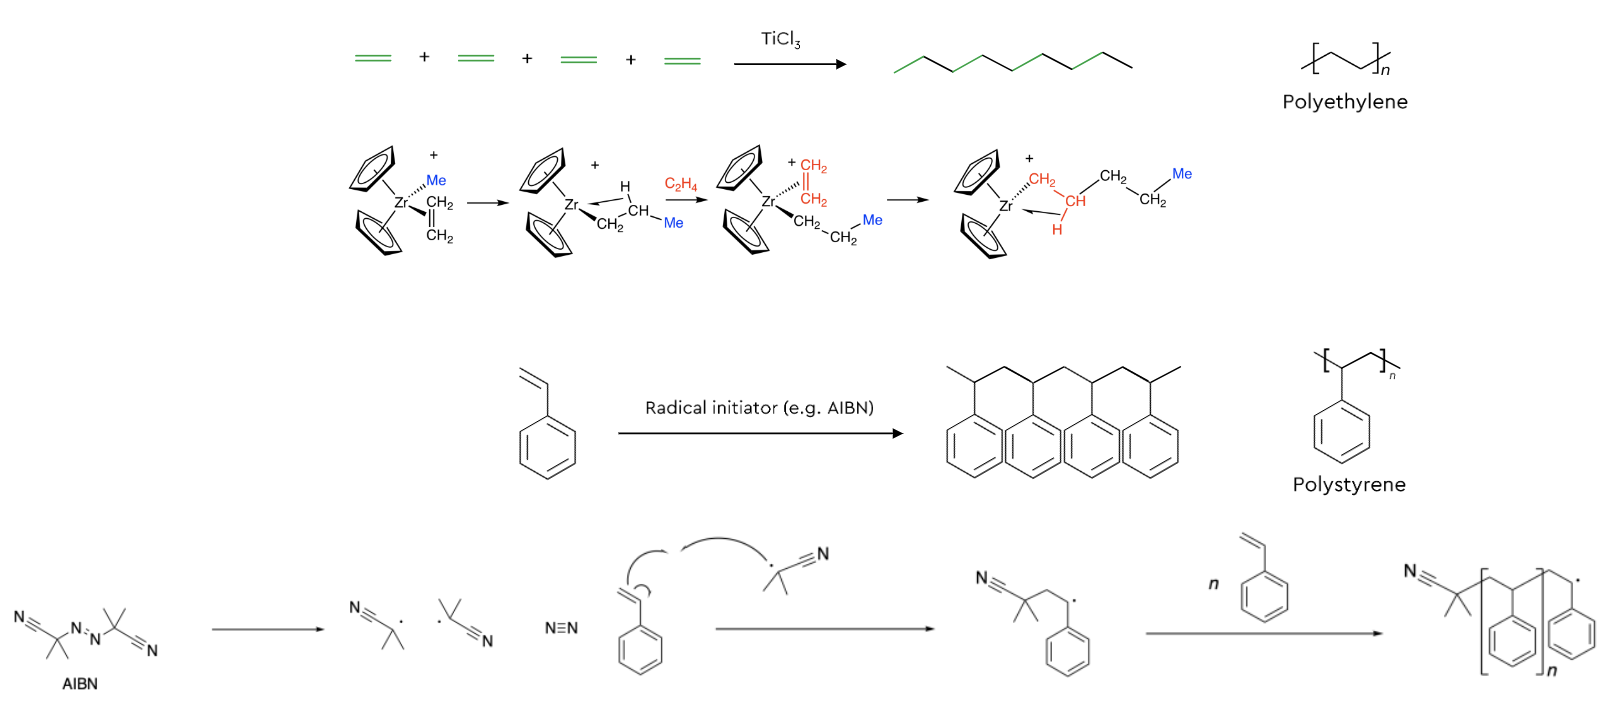 TiCl3
+ + +
n
Polyethylene
+ Me Zr CH2 CH2
+ H Zr CH CH2 Me
C2H4
+ CH2 CH2 Zr CH2 CH2 Me
+ CH2 CH H Zr CH2 CH2 Me
Radical initiator (e.g. AIBN)
n
Polystyrene
N N N N
AIBN
N N
N≡N
N
N
n
N n